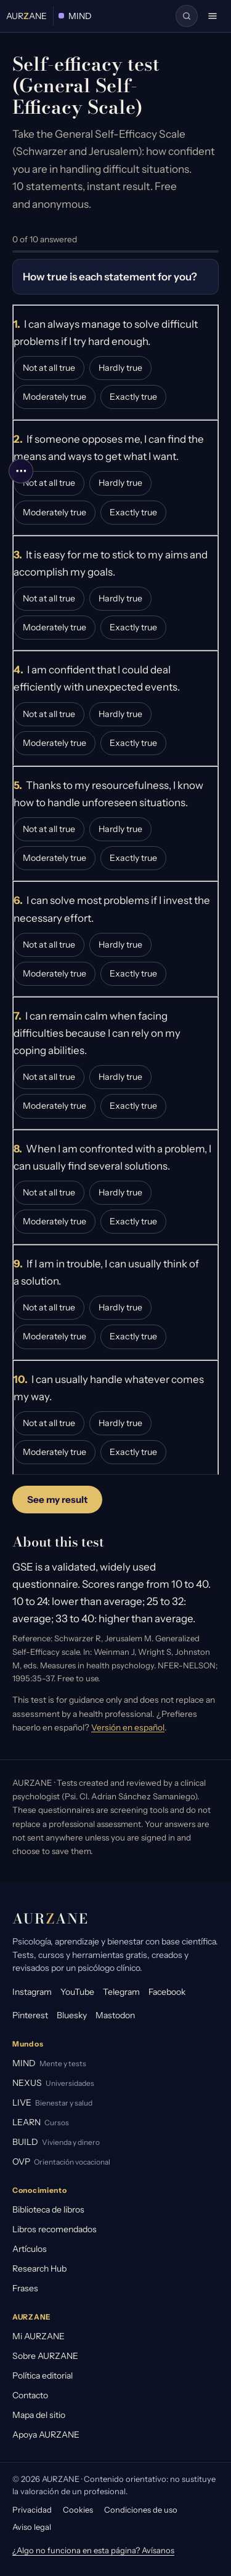 AURZANE MIND
Self-efficacy test
(General Self-
Efficacy Scale)
Take the General Self-Efficacy Scale
(Schwarzer and Jerusalem): how confident
you are in handling difficult situations.
10 statements, instant result. Free
and anonymous.
0 of 10 answered
How true is each statement for you?
1. I can always manage to solve difficult
problems if I try hard enough.
Not at all true Hardly true
Moderately true Exactly true
2. If someone opposes me, I can find the
means and ways to get what I want.
Not at all true Hardly true
Moderately true Exactly true
3. It is easy for me to stick to my aims and
accomplish my goals.
Not at all true Hardly true
Moderately true Exactly true
4. I am confident that I could deal
efficiently with unexpected events.
Not at all true Hardly true
Moderately true Exactly true
5. Thanks to my resourcefulness, I know
how to handle unforeseen situations.
Not at all true Hardly true
Moderately true Exactly true
6. I can solve most problems if I invest the
necessary effort.
Not at all true Hardly true
Moderately true Exactly true
7. I can remain calm when facing
difficulties because I can rely on my
coping abilities.
Not at all true Hardly true
Moderately true Exactly true
8. When I am confronted with a problem, I
can usually find several solutions.
Not at all true Hardly true
Moderately true Exactly true
9. If I am in trouble, I can usually think of
a solution.
Not at all true Hardly true
Moderately true Exactly true
10. I can usually handle whatever comes
my way.
Not at all true Hardly true
Moderately true Exactly true
See my result
About this test
GSE is a validated, widely used
questionnaire. Scores range from 10 to 40.
10 to 24: lower than average; 25 to 32:
average; 33 to 40: higher than average.
Reference: Schwarzer R, Jerusalem M. Generalized
Self-Efficacy scale. In: Weinman J, Wright S, Johnston
M, eds. Measures in health psychology. NFER-NELSON;
1995:35-37. Free to use.
This test is for guidance only and does not replace an
assessment by a health professional. ¿Prefieres
hacerlo en español? Versión en español.
AURZANE · Tests created and reviewed by a clinical
psychologist (Psi. Cl. Adrian Sánchez Samaniego).
These questionnaires are screening tools and do not
replace a professional assessment. Your answers are
not sent anywhere unless you are signed in and
choose to save them.
AURZANE
Psicología, aprendizaje y bienestar con base científica.
Tests, cursos y herramientas gratis, creados y
revisados por un psicólogo clínico.
Instagram YouTube Telegram Facebook
Pinterest Bluesky Mastodon
Mundos
MIND Mente y tests
NEXUS Universidades
LIVE Bienestar y salud
LEARN Cursos
BUILD Vivienda y dinero
OVP Orientación vocacional
Conocimiento
Biblioteca de libros
Libros recomendados
Artículos
Research Hub
Frases
AURZANE
Mi AURZANE
Sobre AURZANE
Política editorial
Contacto
Mapa del sitio
Apoya AURZANE
© 2026 AURZANE · Contenido orientativo: no sustituye
la valoración de un profesional.
Privacidad Cookies Condiciones de uso
Aviso legal
¿Algo no funciona en esta página? Avísanos